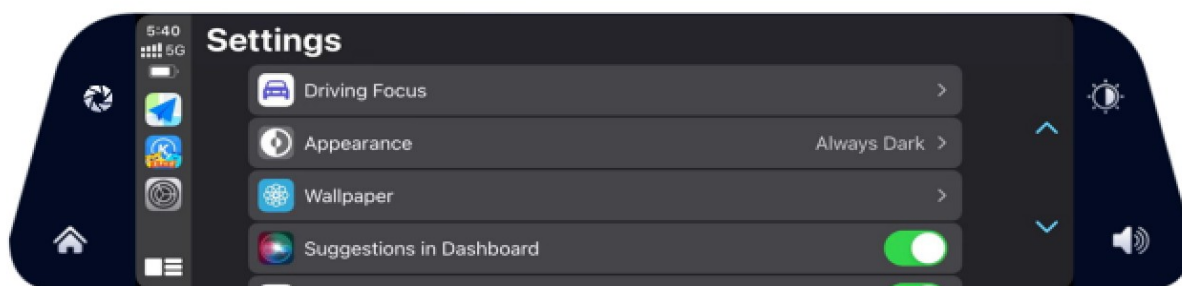 5:40
5G
Settings
Driving Focus
Appearance
Always Dark
Wallpaper
Suggestions in Dashboard